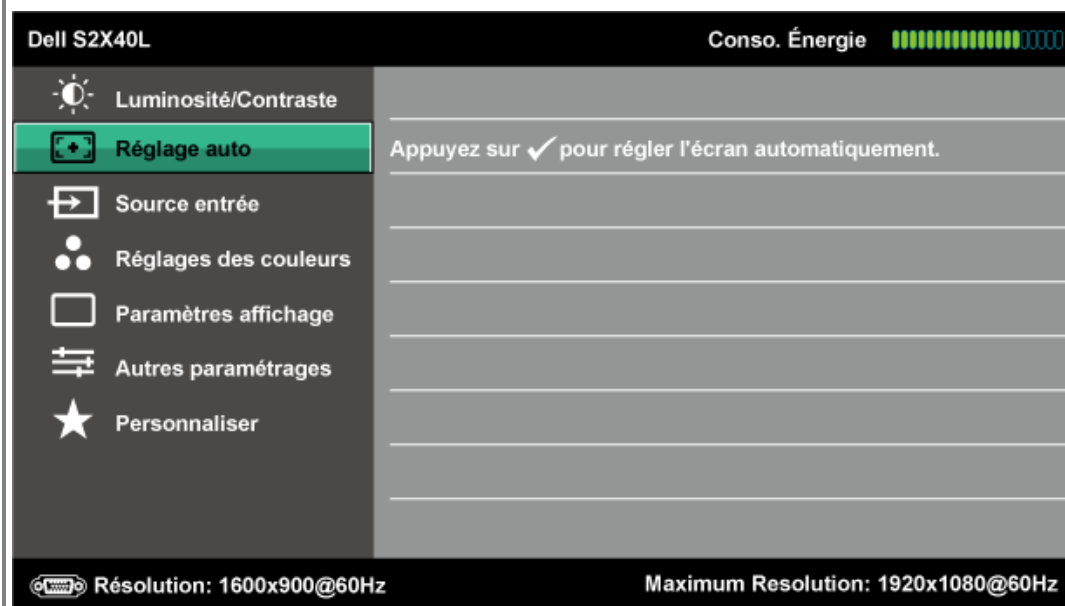 Dell S2X40L Conso. Énergie
Luminosité/Contraste
Réglage auto Appuyez sur ✓ pour régler l'écran automatiquement.
Source entrée
Réglages des couleurs
Paramètres affichage
Autres paramétrages
Personnaliser
Résolution: 1600x900@60Hz Maximum Resolution: 1920x1080@60Hz